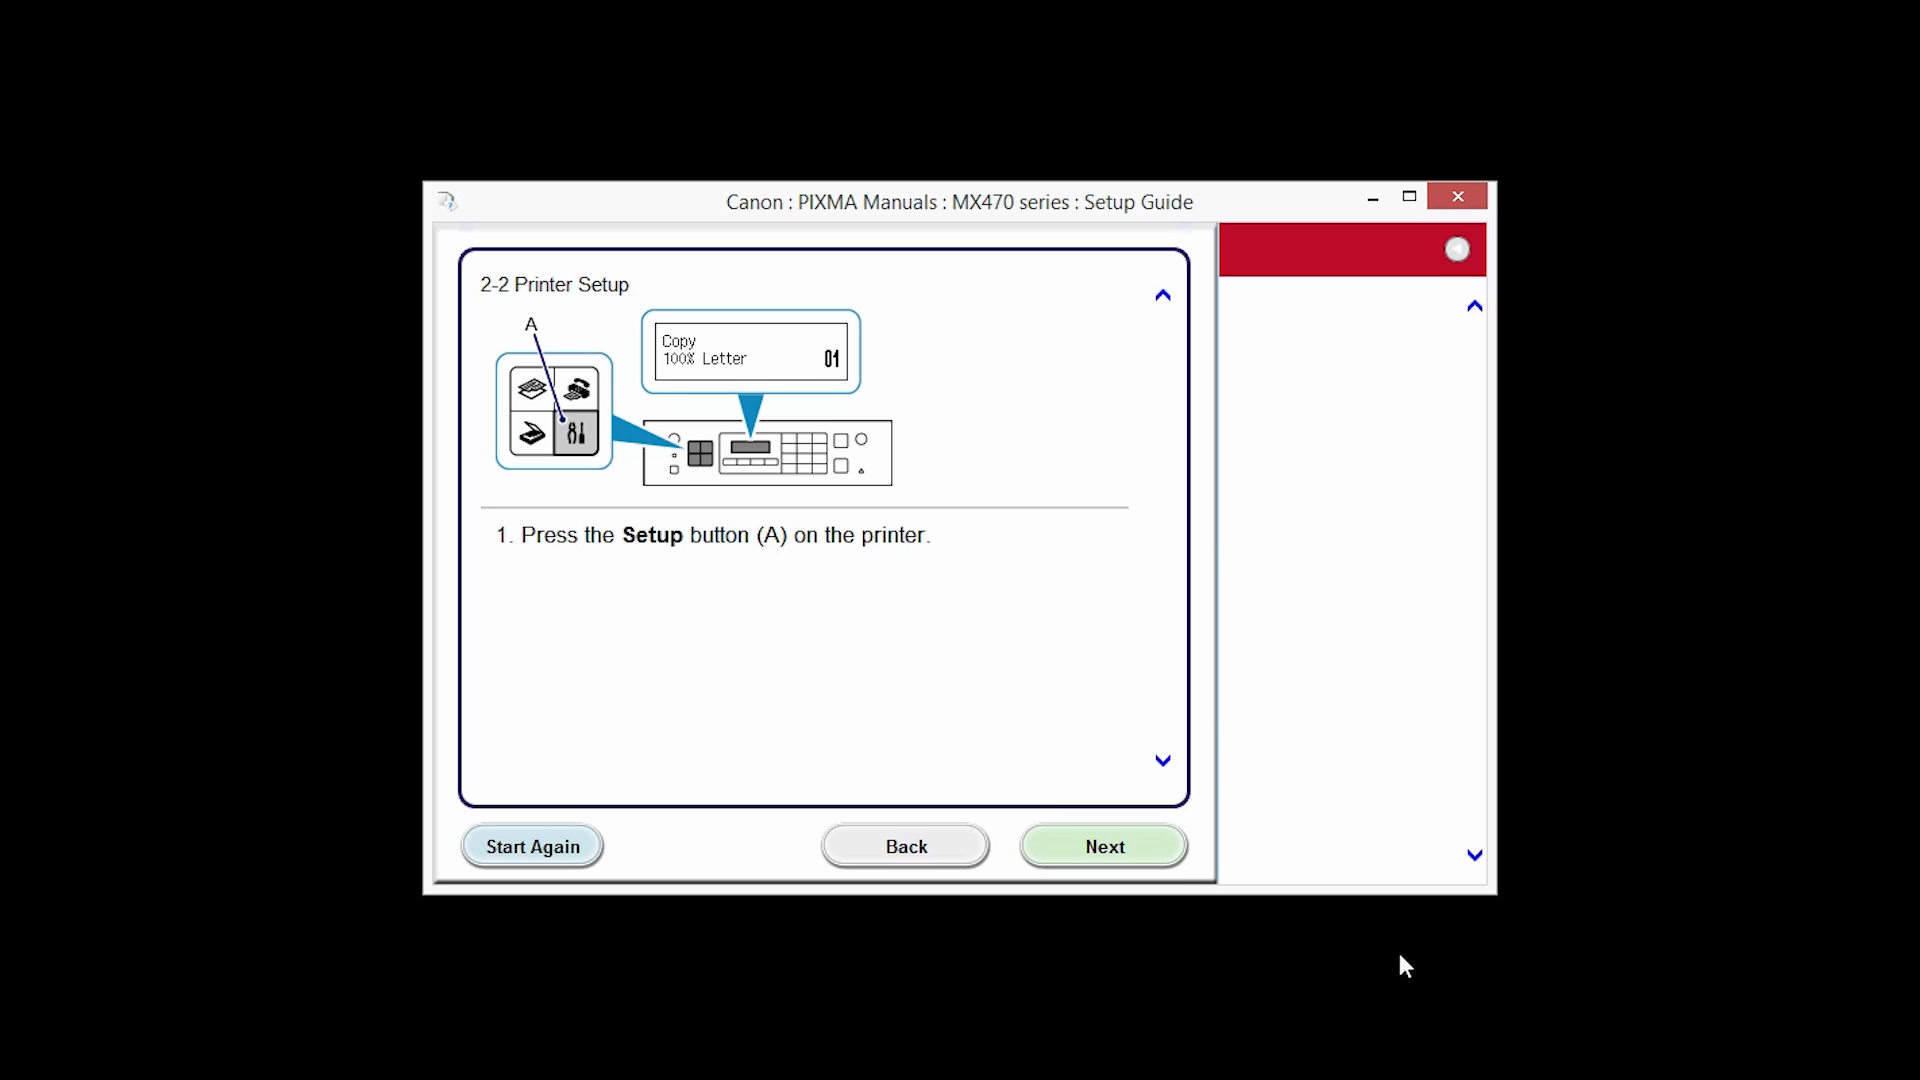 Canon : PIXMA Manuals : MX470 series : Setup Guide
2-2 Printer Setup
A
Copy
100% Letter 01
1. Press the Setup button (A) on the printer.
Start Again
Back
Next